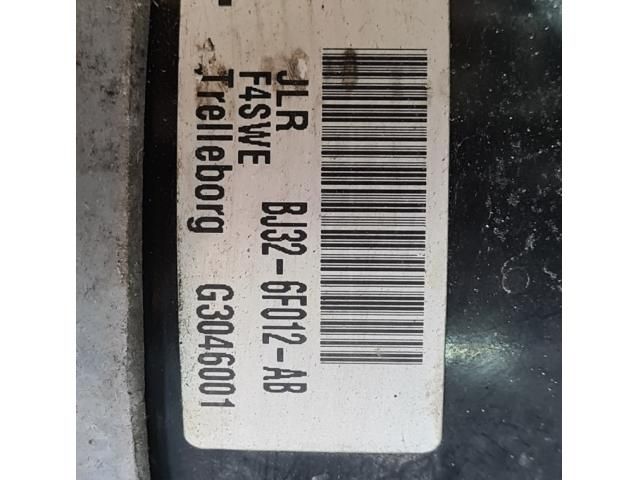 JLR BJ32-6F012-AB
F4SWE
Trelleborg G3046001